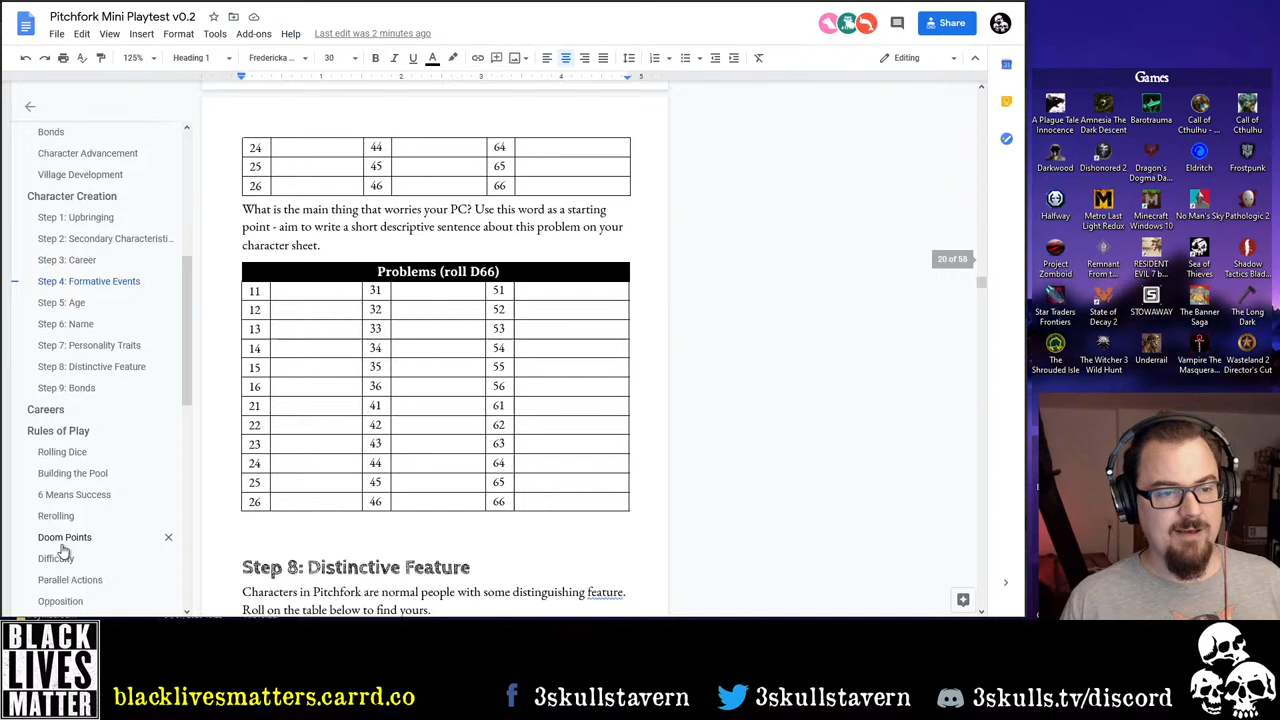 Pitchfork Mini Playtest v0.2
File Edit View Insert Format Tools Add-ons Help Last edit was 2 minutes ago
Share
125% Heading 1 Fredericka ... 30 B I U A Editing
1 1 2 3 4 5
Bonds
Character Advancement
Village Development
Character Creation
Step 1: Upbringing
Step 2: Secondary Characteristi...
Step 3: Career
Step 4: Formative Events
Step 5: Age
Step 6: Name
Step 7: Personality Traits
Step 8: Distinctive Feature
Step 9: Bonds
Careers
Rules of Play
Rolling Dice
Building the Pool
6 Means Success
Rerolling
Doom Points
Difficulty
Parallel Actions
Opposition
24 44 64
25 45 65
26 46 66
What is the main thing that worries your PC? Use this word as a starting
point - aim to write a short descriptive sentence about this problem on your
character sheet.
Problems (roll D66)
11 31 51
12 32 52
13 33 53
14 34 54
15 35 55
16 36 56
21 41 61
22 42 62
23 43 63
24 44 64
25 45 65
26 46 66
Step 8: Distinctive Feature
Characters in Pitchfork are normal people with some distinguishing feature.
Roll on the table below to find yours.
20 of 58
Games
A Plague Tale Innocence
Amnesia The Dark Descent
Barotrauma
Call of Cthulhu - ...
Call of Cthulhu
Darkwood
Dishonored 2
Dragon's Dogma Da...
Eldritch
Frostpunk
Halfway
Metro Last Light Redux
Minecraft Windows 10
No Man's Sky
Pathologic 2
Project Zomboid
Remnant From t...
RESIDENT EVIL 7 b...
Sea of Thieves
Shadow Tactics Blad...
Star Traders Frontiers
State of Decay 2
STOWAWAY
The Banner Saga
The Long Dark
The Shrouded Isle
The Witcher 3 Wild Hunt
Underrail
Vampire The Masquera...
Wasteland 2 Director's Cut
BLACK
LIVES
MATTER
blacklivesmatters.carrd.co
3skullstavern
3skullstavern
3skulls.tv/discord